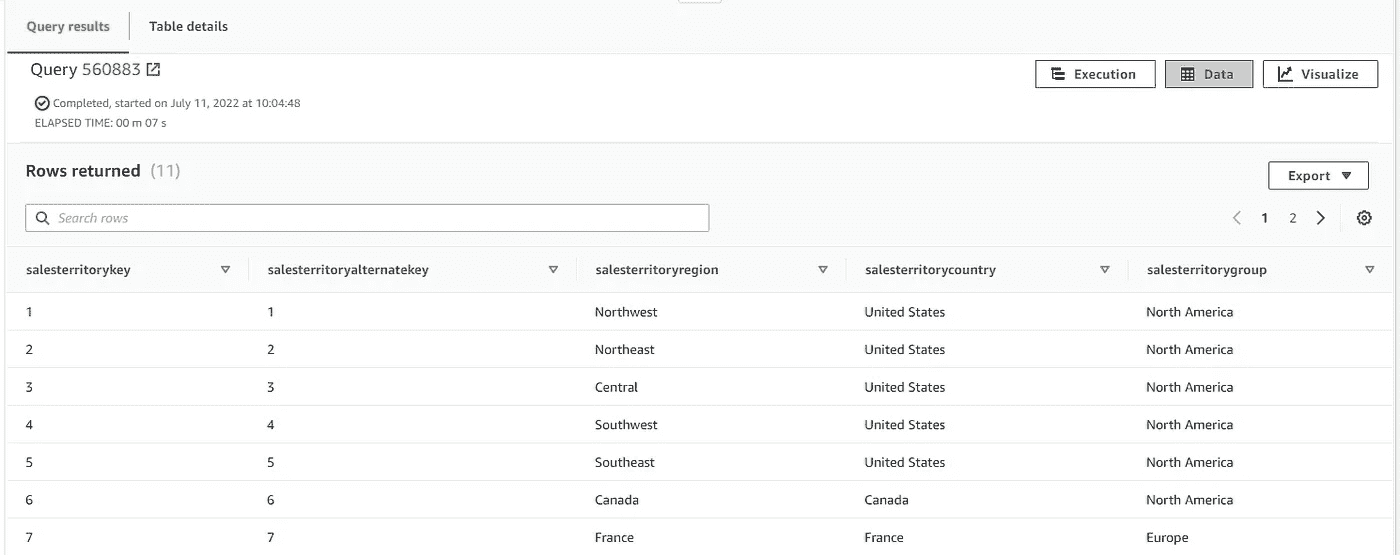 Query results Table details
Query 560883
Execution Data Visualize
Completed, started on July 11, 2022 at 10:04:48
ELAPSED TIME: 00 m 07 s
Rows returned (11)
Export
Search rows
1 2
salesterritorykey salesterritoryalternatekey salesterritoryregion salesterritorycountry salesterritorygroup
1 1 Northwest United States North America
2 2 Northeast United States North America
3 3 Central United States North America
4 4 Southwest United States North America
5 5 Southeast United States North America
6 6 Canada Canada North America
7 7 France France Europe